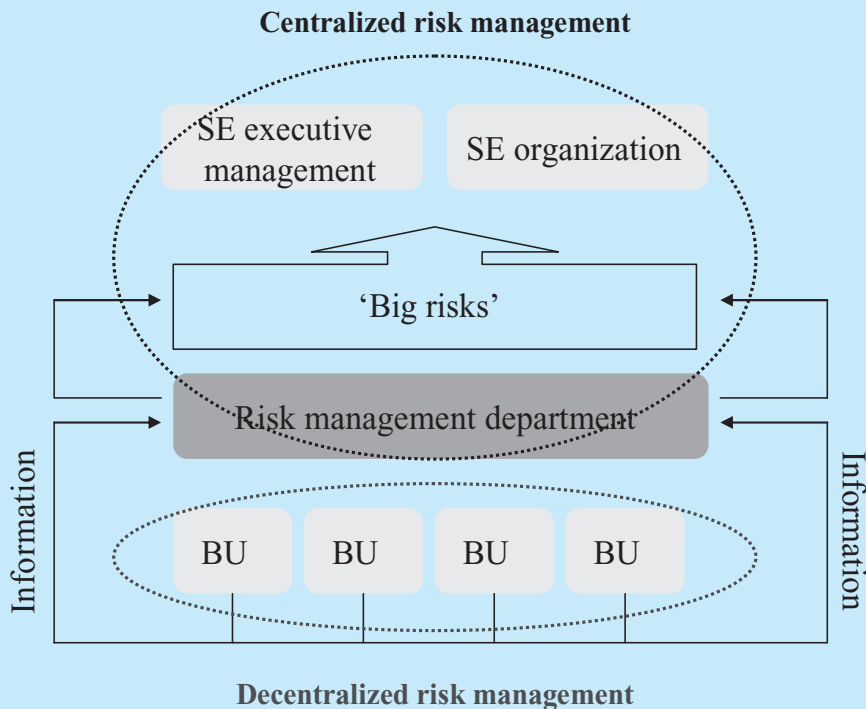 Centralized risk management
SE executive
management
SE organization
‘Big risks’
Risk management department
Information
Information
BU
BU
BU
BU
Decentralized risk management